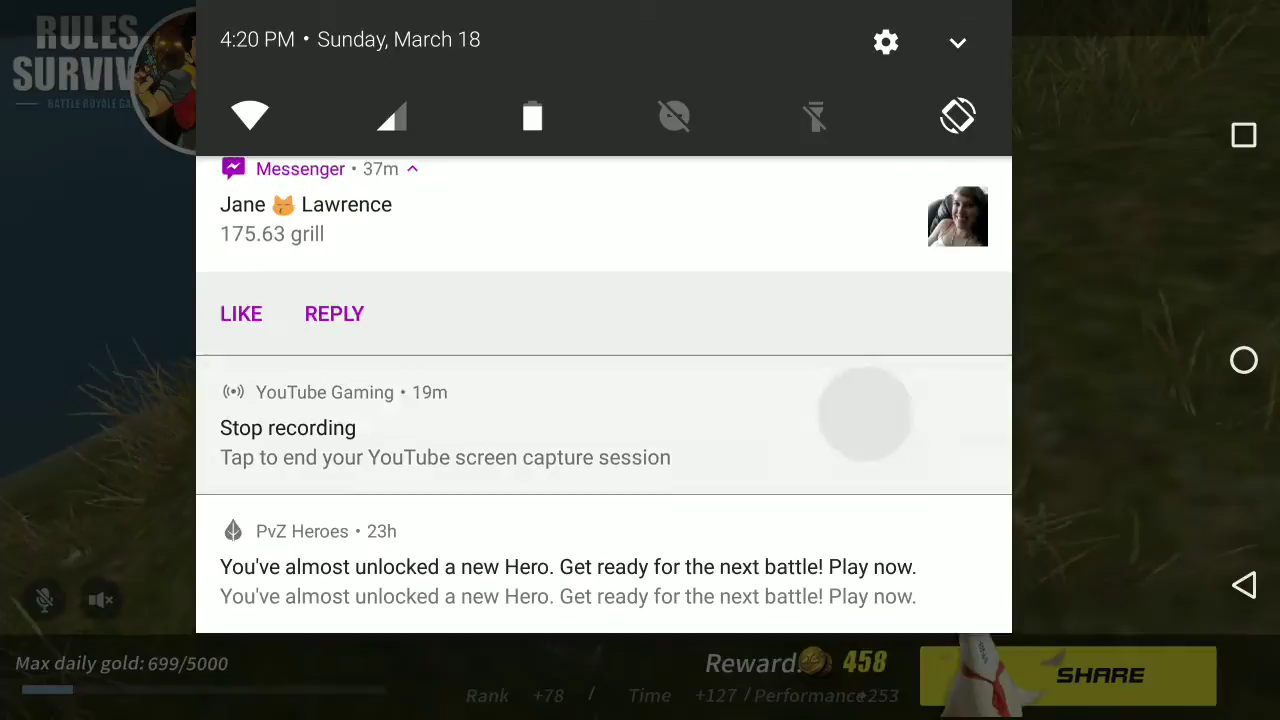 RULES
SURVIV
BATTLE ROYALE GA
4:20 PM • Sunday, March 18
Messenger • 37m
Jane 😽 Lawrence
175.63 grill
LIKE REPLY
YouTube Gaming • 19m
Stop recording
Tap to end your YouTube screen capture session
PvZ Heroes • 23h
You've almost unlocked a new Hero. Get ready for the next battle! Play now.
You've almost unlocked a new Hero. Get ready for the next battle! Play now.
Max daily gold: 699/5000
Reward: 458
SHARE
Rank +78 / Time +127 / Performance+253